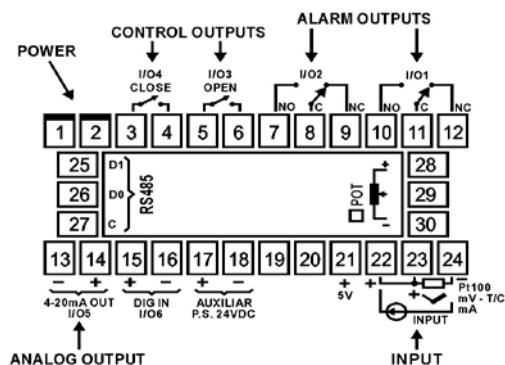 CONTROL OUTPUTS
ALARM OUTPUTS
POWER
I/O4
CLOSE
I/O3
OPEN
I/O2
I/O1
NO C NC
NO C NC
1 2 3 4 5 6 7 8 9 10 11 12
25 D1
26 D0
27 C
RS485
POT
+
-
28
29
30
13 14 15 16 17 18 19 20 21 22 23 24
- + + - + - + + + -
4-20mA OUT
I/O5
DIG IN
I/O6
AUXILIAR
P.S. 24VDC
5V
Pt100
mV - T/C
mA
INPUT
ANALOG OUTPUT
INPUT